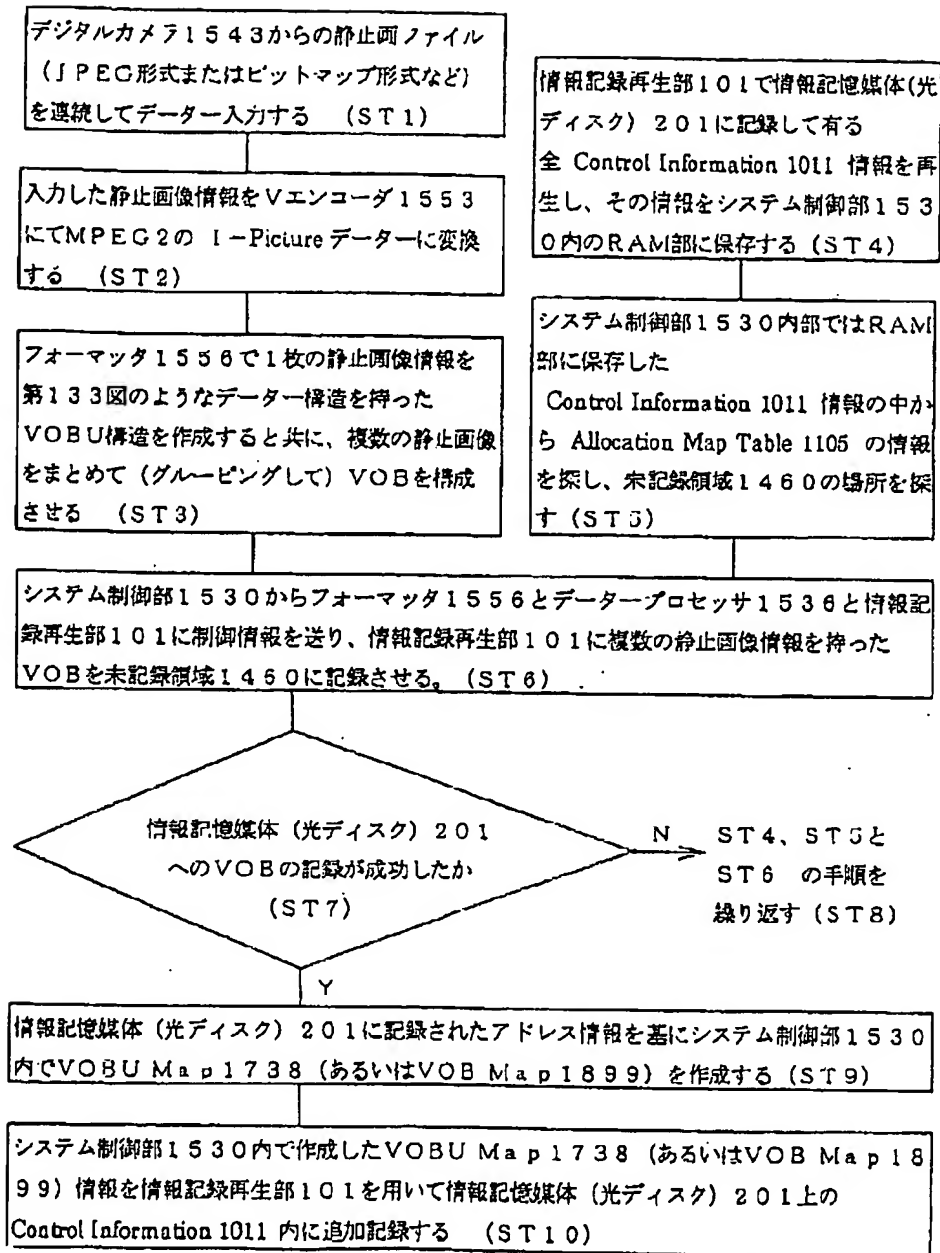 デジタルカメラ1543からの静止画ファイル
(JPEG形式またはビットマップ形式など)
を連続してデーター入力する (ST1)
入力した静止画像情報をVエンコーダ1553
にてMPEG2の I-Pictureデーターに変換
する (ST2)
フォーマッタ1556で1枚の静止画像情報を
第133図のようなデーター構造を持った
VOBU構造を作成すると共に、複数の静止画像
をまとめて(グルーピングして)VOBを構成
させる (ST3)
情報記録再生部101で情報記憶媒体(光
ディスク)201に記録して有る
全 Control Information 1011 情報を再
生し、その情報をシステム制御部153
0内のRAM部に保存する(ST4)
システム制御部1530内部ではRAM
部に保存した
Control Information 1011 情報の中か
ら Allocation Map Table 1105 の情報
を探し、未記録領域1460の場所を探
す(ST5)
システム制御部1530からフォーマッタ1556とデータープロセッサ1536と情報記
録再生部101に制御情報を送り、情報記録再生部101に複数の静止画像情報を持った
VOBを未記録領域1460に記録させる。(ST6)
情報記憶媒体(光ディスク)201
へのVOBの記録が成功したか
(ST7)
N
ST4、ST5と
ST6 の手順を
繰り返す(ST8)
Y
情報記憶媒体(光ディスク)201に記録されたアドレス情報を基にシステム制御部1530
内でVOBU Map1738(あるいはVOB Map1899)を作成する(ST9)
システム制御部1530内で作成したVOBU Map1738(あるいはVOB Map18
99)情報を情報記録再生部101を用いて情報記憶媒体(光ディスク)201上の
Control Information 1011 内に追加記録する (ST10)